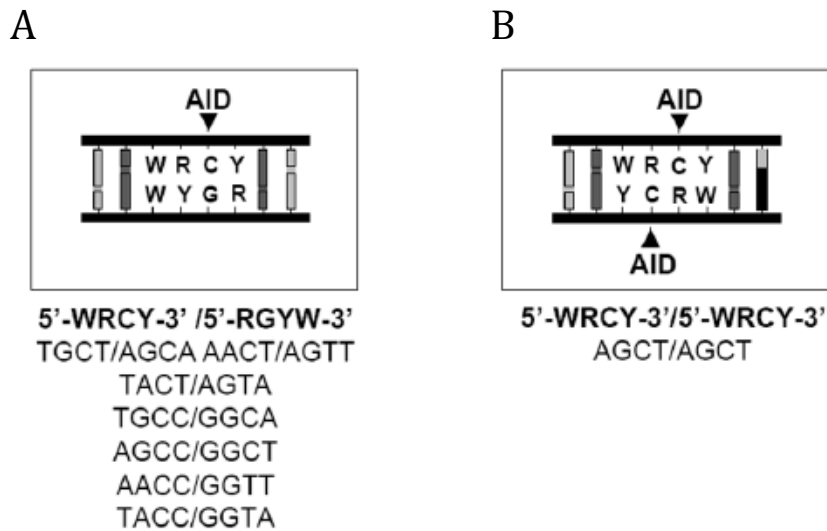 A
AID
W R C Y
W Y G R
5'-WRCY-3' /5'-RGYW-3'
TGCT/AGCA AACT/AGTT
TACT/AGTA
TGCC/GGCA
AGCC/GGCT
AACC/GGTT
TACC/GGTA
B
AID
W R C Y
Y C R W
AID
5'-WRCY-3'/5'-WRCY-3'
AGCT/AGCT